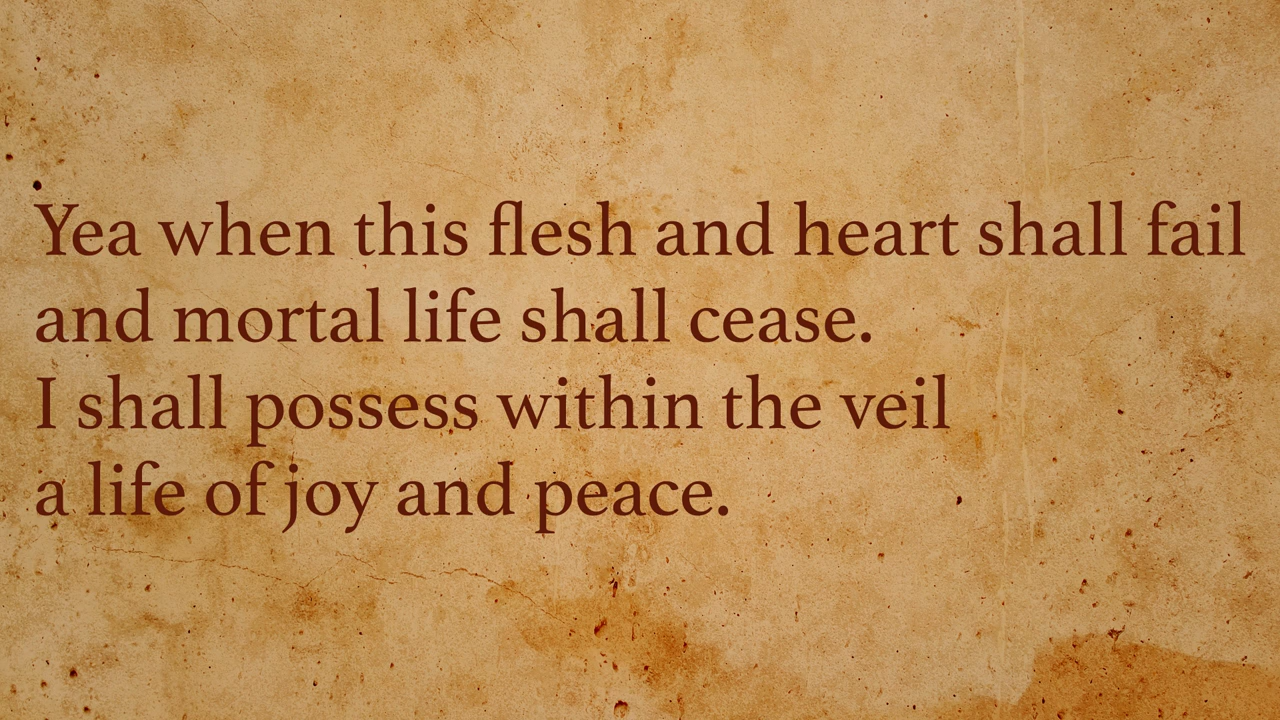 Yea when this flesh and heart shall fail
and mortal life shall cease.
I shall possess within the veil
a life of joy and peace.